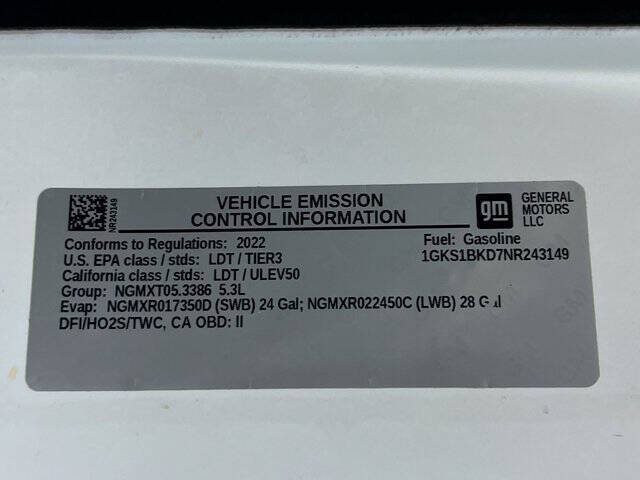 VEHICLE EMISSION
CONTROL INFORMATION
gm
GENERAL
MOTORS
LLC
NR243149
Conforms to Regulations: 2022
Fuel: Gasoline
U.S. EPA class / stds: LDT / TIER3
1GKS1BKD7NR243149
California class / stds: LDT / ULEV50
Group: NGMXT05.3386 5.3L
Evap: NGMXR017350D (SWB) 24 Gal; NGMXR022450C (LWB) 28 Gal
DFI/HO2S/TWC, CA OBD: II